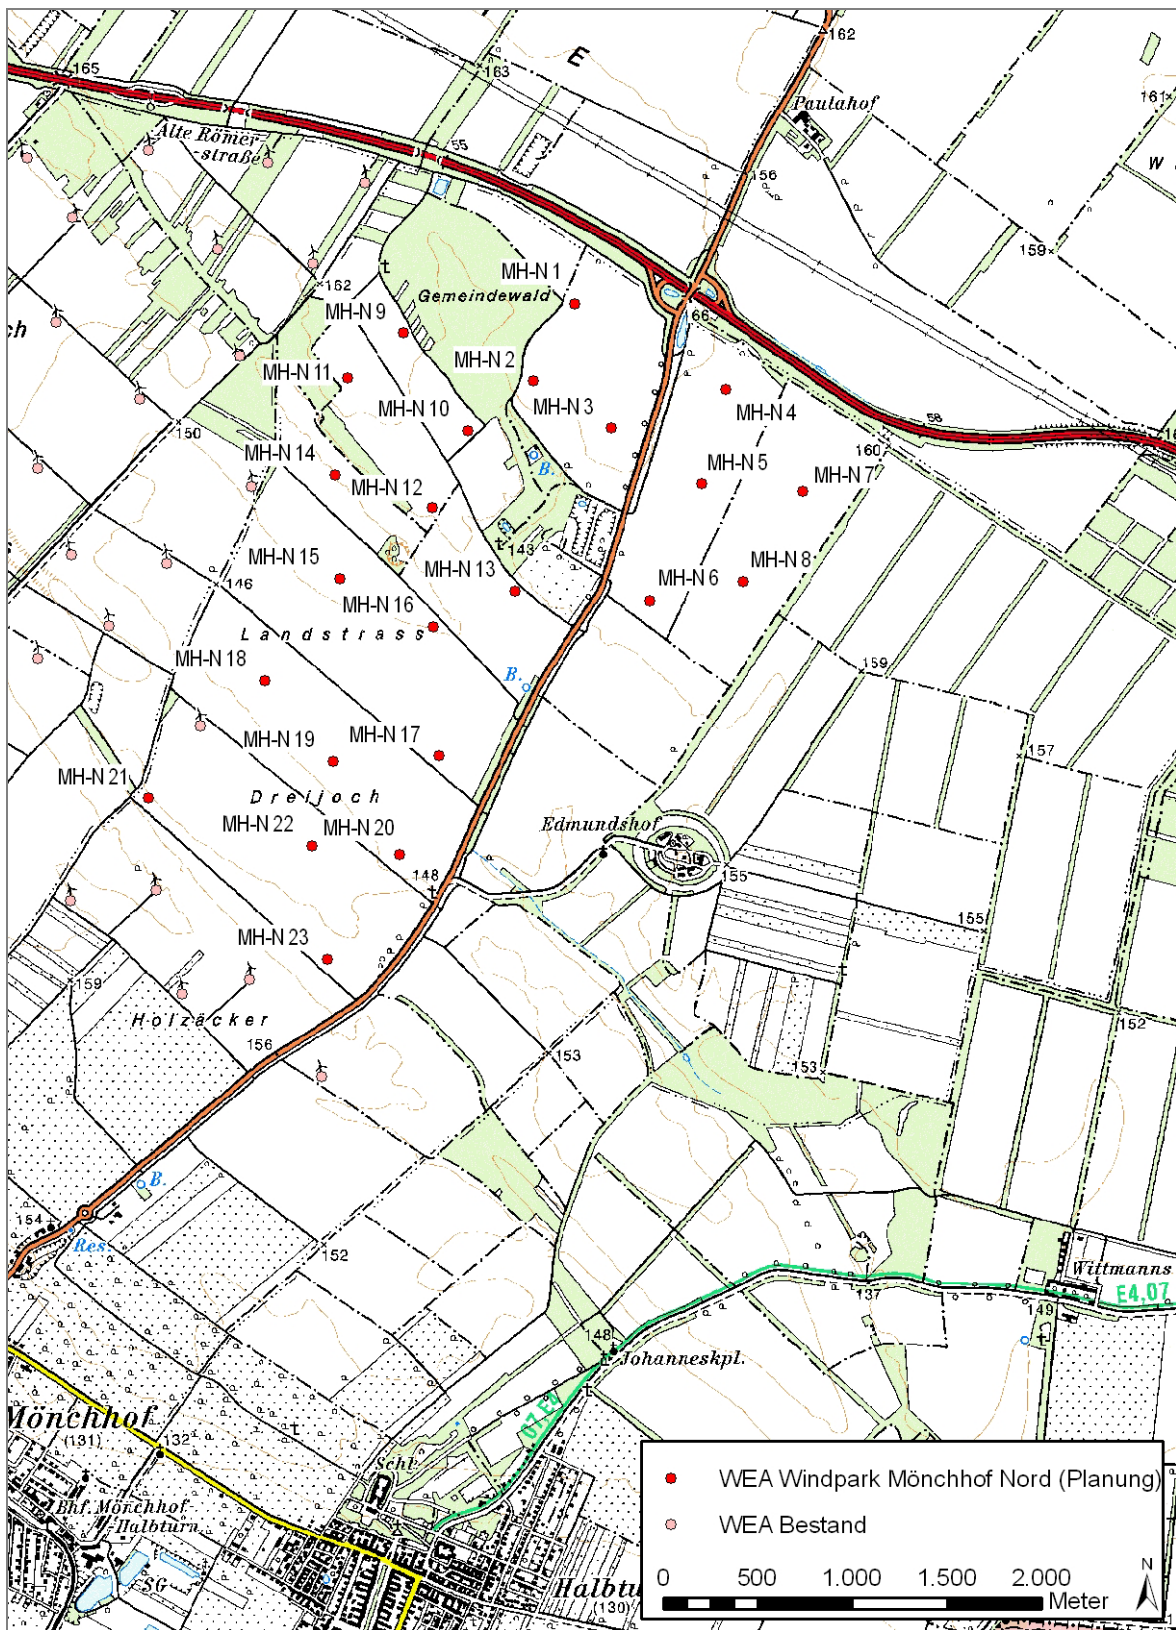 162
E
165
163
Paulahof
161
Alte Römer-
straße
55
W
156
159
MH-N 1
162
Gemeindewald
MH-N 9
166
ch
MH-N 2
MH-N 11
MH-N 10
MH-N 3
MH-N 4
58
150
160
MH-N 14
B.
MH-N 5
MH-N 7
MH-N 12
143
MH-N 15
MH-N 13
MH-N 8
146
MH-N 6
MH-N 16
Landstrass
MH-N 18
B.
159
MH-N 19
MH-N 17
157
MH-N 21
Dreijoch
MH-N 22
MH-N 20
Edmundshof
155
148
155
MH-N 23
159
Holzäcker
152
156
153
153
B.
154
Res.
152
Wittmanns
E4,07
137
149
148
Johanneskpl.
07,E4
Mönchhof
(131)
132
Schl.
Bhf. Mönchhof
-Halbturn
SG
Halbtu
(130)
WEA Windpark Mönchhof Nord (Planung)
WEA Bestand
0 500 1.000 1.500 2.000
Meter
N